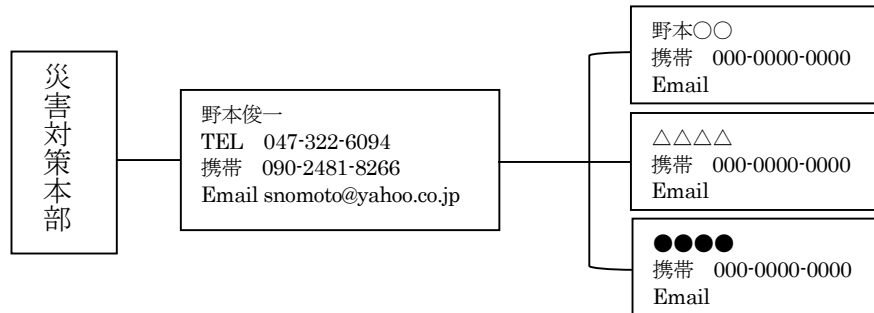 災害対策本部
野本俊一
TEL　047-322-6094
携帯　090-2481-8266
Email snomoto@yahoo.co.jp
野本○○
携帯　000-0000-0000
Email
△△△△
携帯　000-0000-0000
Email
●●●●
携帯　000-0000-0000
Email